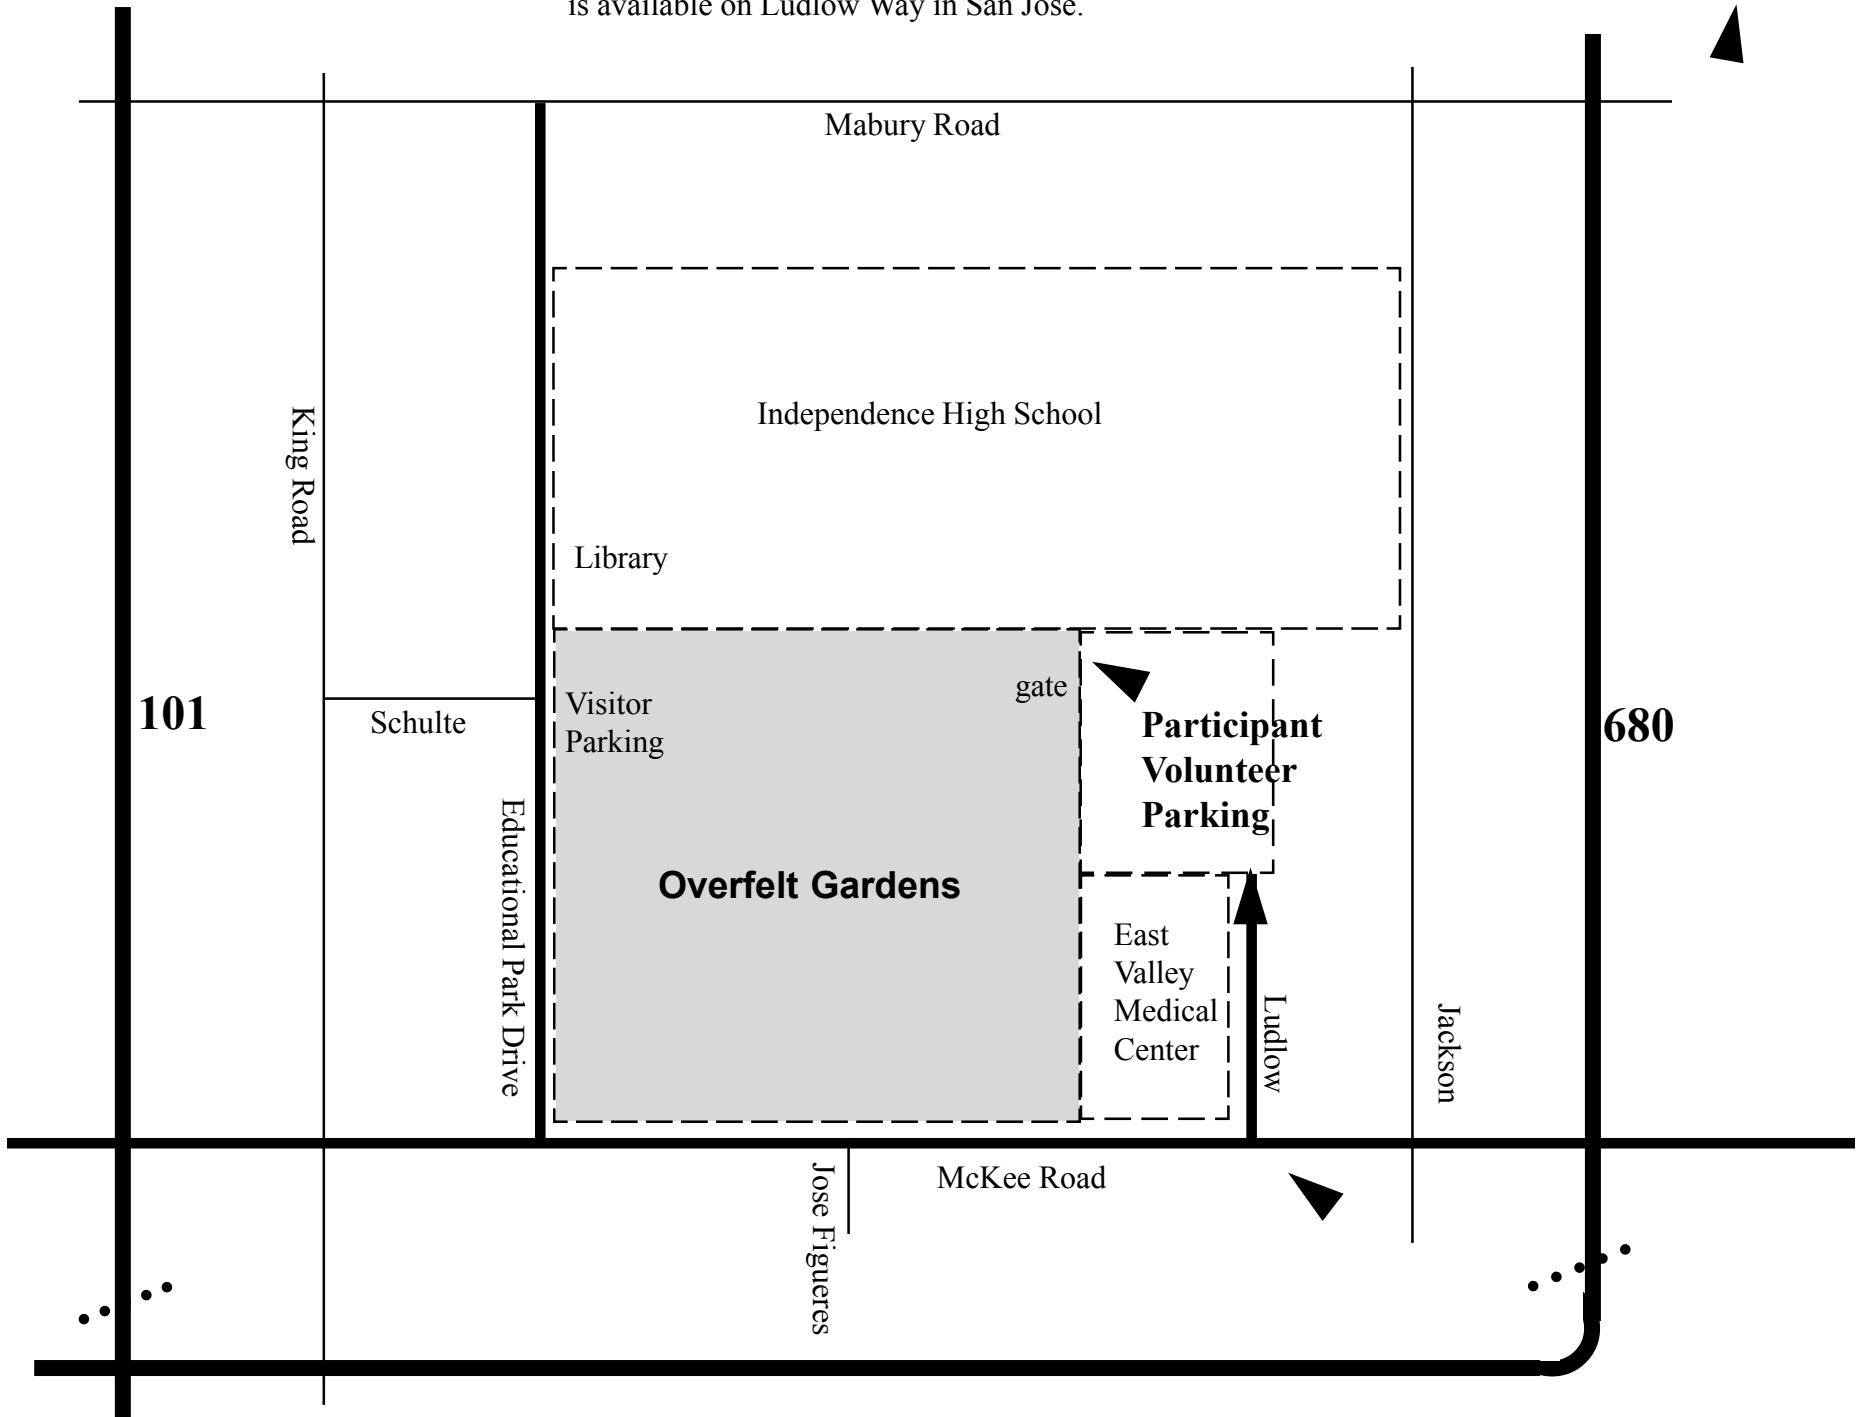 is available on Ludlow Way in San Jose.
Mabury Road
Independence High School
King Road
Library
101
Schulte
Visitor
Parking
gate
Participant
Volunteer
Parking
680
Educational Park Drive
Overfelt Gardens
East
Valley
Medical
Center
Ludlow
Jackson
McKee Road
Jose Figueres